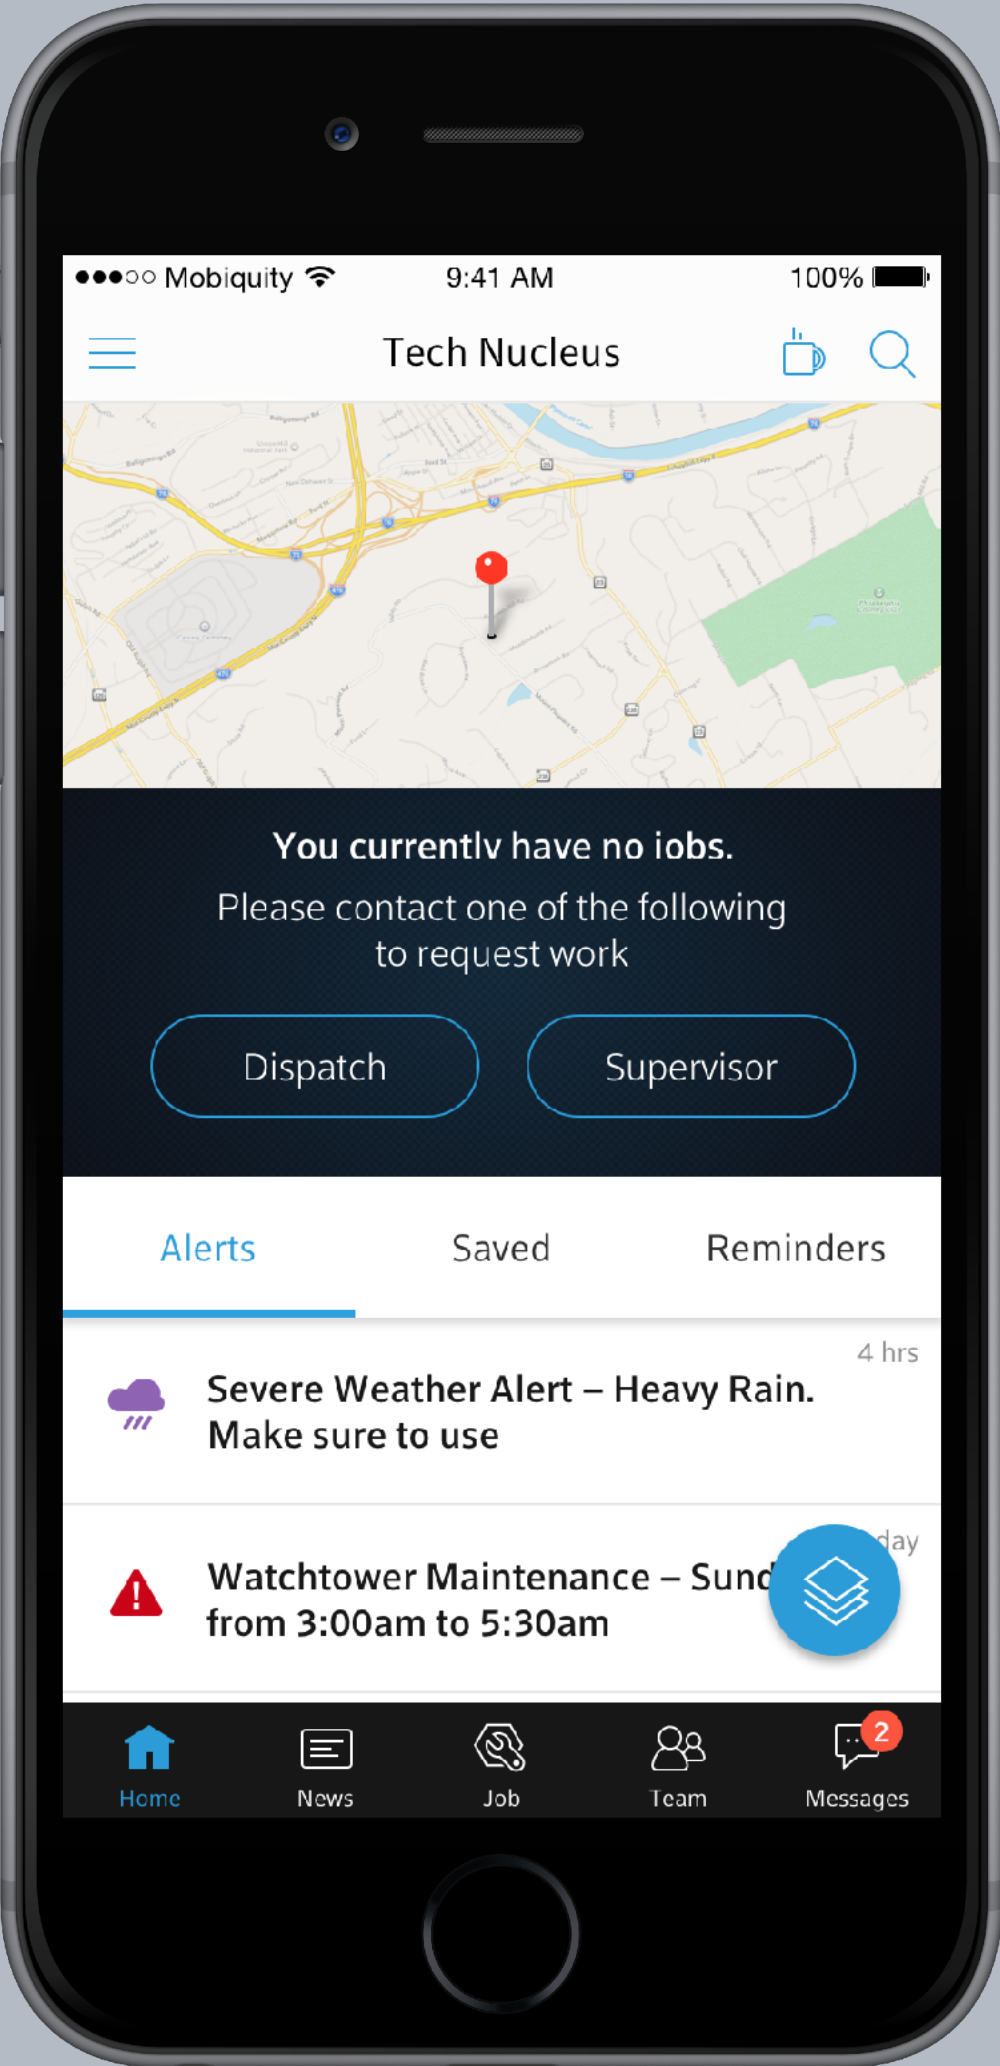 Mobiquity
9:41 AM
100%
Tech Nucleus
You currently have no jobs.
Please contact one of the following
to request work
Dispatch
Supervisor
Alerts
Saved
Reminders
4 hrs
Severe Weather Alert – Heavy Rain.
Make sure to use
day
Watchtower Maintenance – Sund
from 3:00am to 5:30am
Home
News
Job
Team
2
Messages